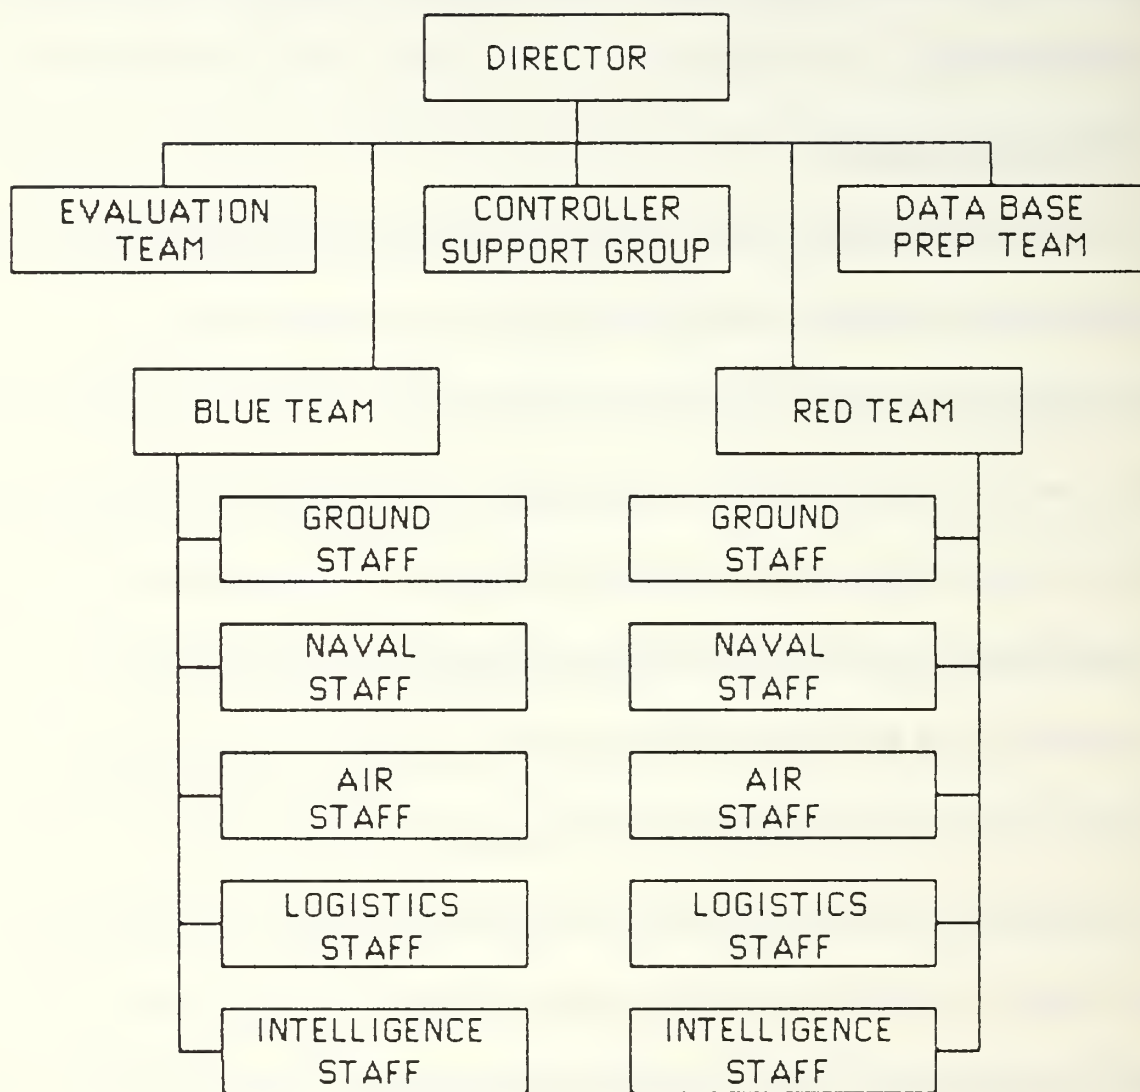 DIRECTOR
EVALUATION
TEAM
CONTROLLER
SUPPORT GROUP
DATA BASE
PREP TEAM
BLUE TEAM
RED TEAM
GROUND
STAFF
GROUND
STAFF
NAVAL
STAFF
NAVAL
STAFF
AIR
STAFF
AIR
STAFF
LOGISTICS
STAFF
LOGISTICS
STAFF
INTELLIGENCE
STAFF
INTELLIGENCE
STAFF